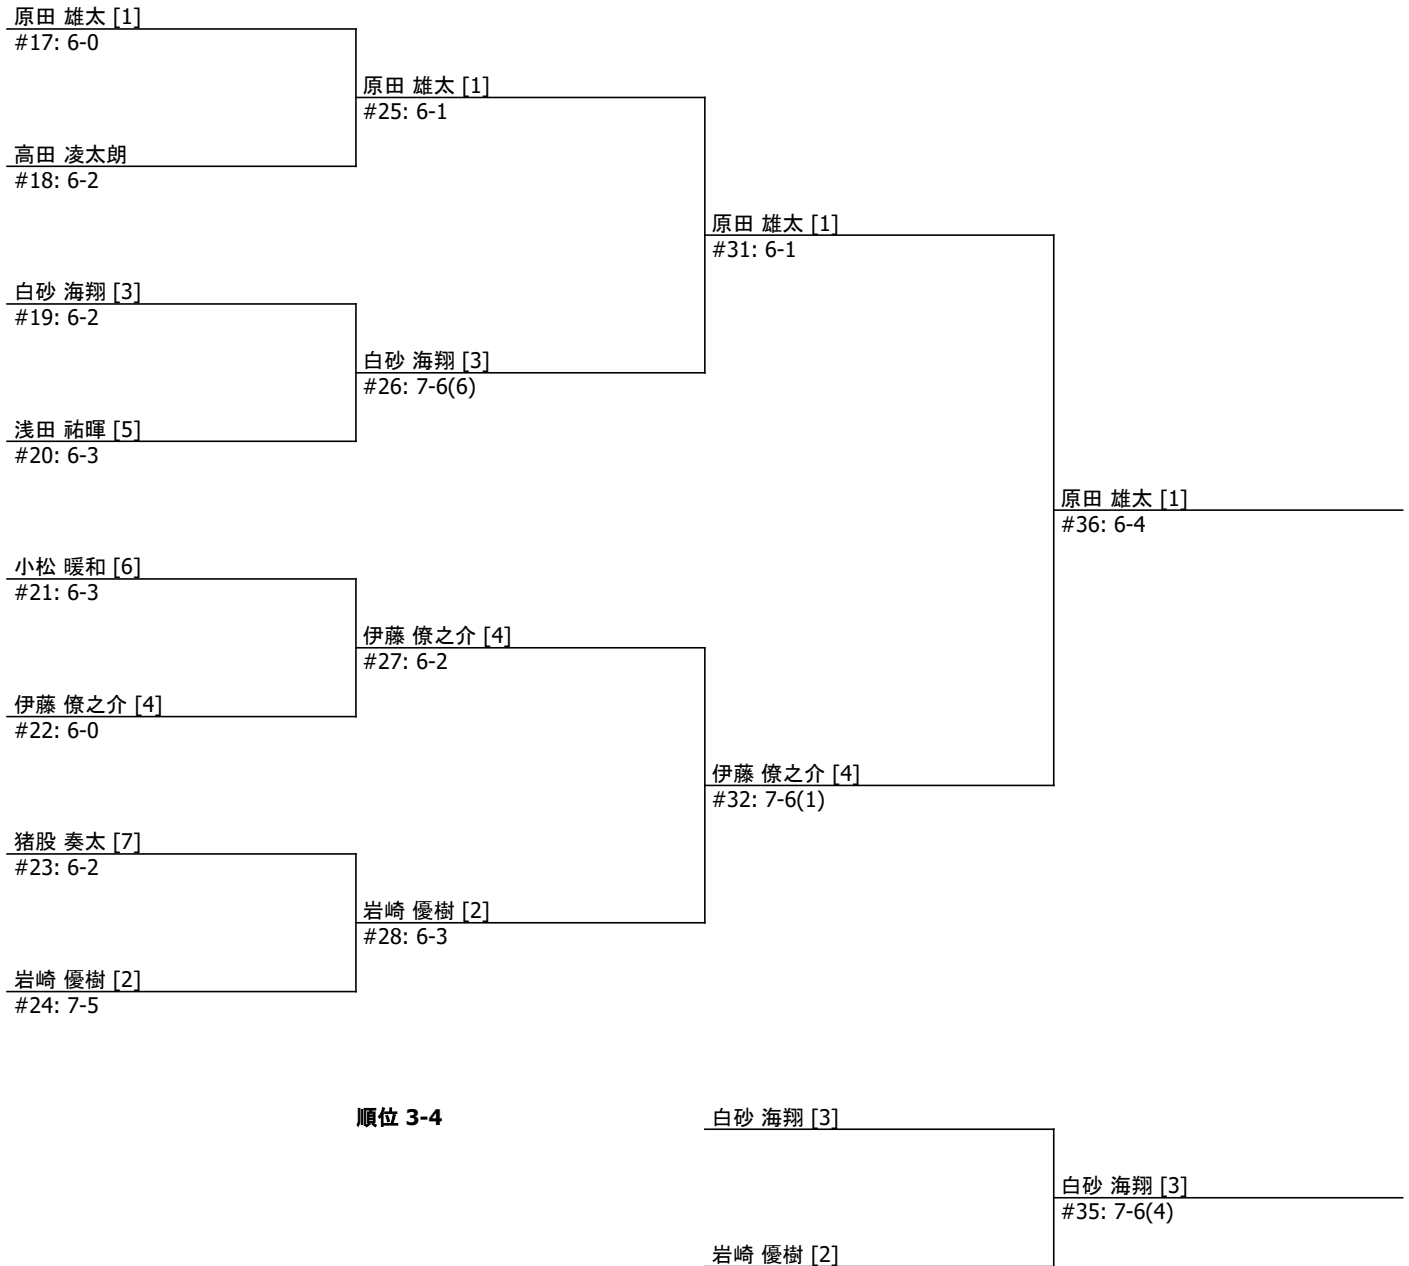 原田 雄太 [1]
#17: 6-0
原田 雄太 [1]
#25: 6-1
高田 凌太朗
#18: 6-2
原田 雄太 [1]
#31: 6-1
白砂 海翔 [3]
#19: 6-2
白砂 海翔 [3]
#26: 7-6(6)
浅田 祐暉 [5]
#20: 6-3
原田 雄太 [1]
#36: 6-4
小松 暖和 [6]
#21: 6-3
伊藤 僚之介 [4]
#27: 6-2
伊藤 僚之介 [4]
#22: 6-0
伊藤 僚之介 [4]
#32: 7-6(1)
猪股 奏太 [7]
#23: 6-2
岩崎 優樹 [2]
#28: 6-3
岩崎 優樹 [2]
#24: 7-5
順位 3-4
白砂 海翔 [3]
白砂 海翔 [3]
#35: 7-6(4)
岩崎 優樹 [2]